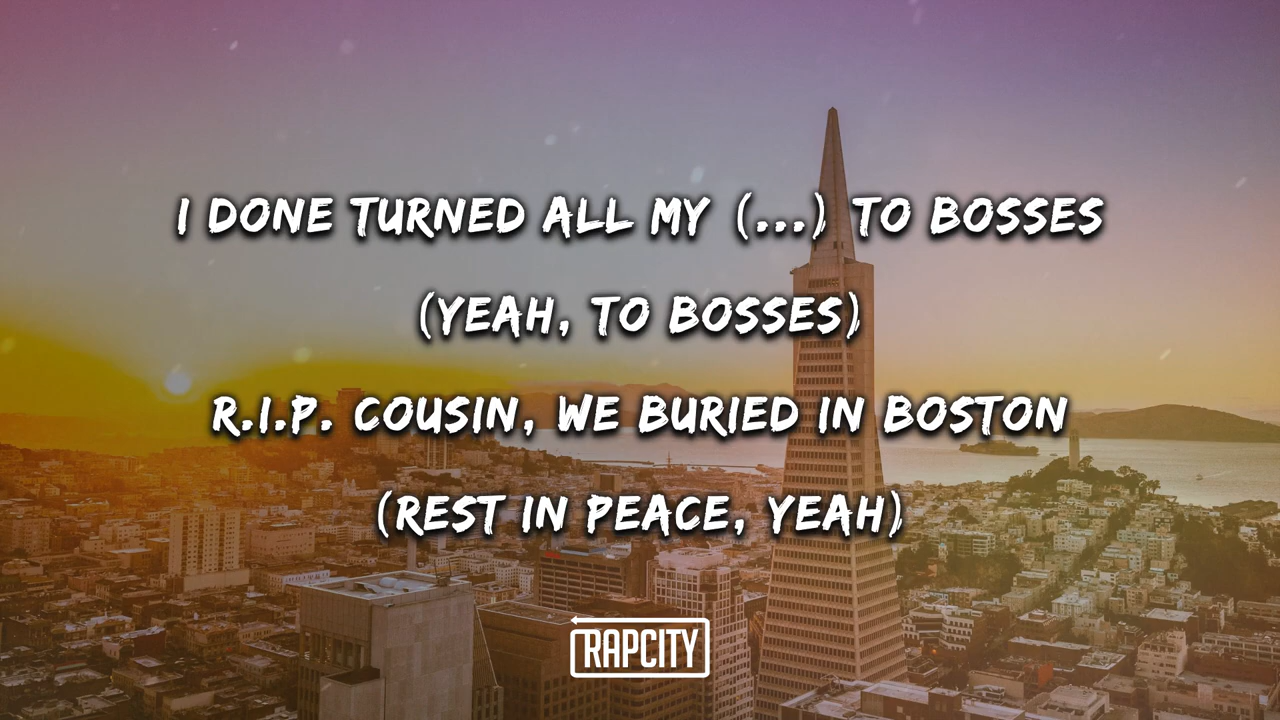 I DONE TURNED ALL MY (...) TO BOSSES
(YEAH, TO BOSSES)
R.I.P. COUSIN, WE BURIED IN BOSTON
(REST IN PEACE, YEAH)
RAPCITY